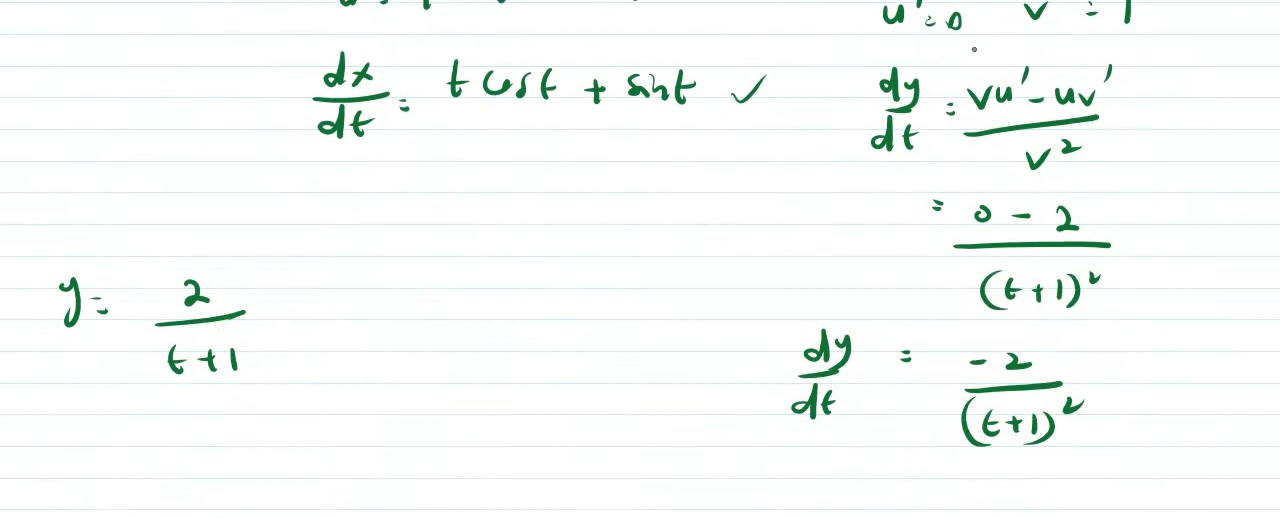 u' = 0 v' = 1
dx/dt = t cos t + sin t ✓
dy/dt = vu' - uv' / v²
= 0 - 2 / (t+1)²
y = 2 / t+1
dy/dt = -2 / (t+1)²